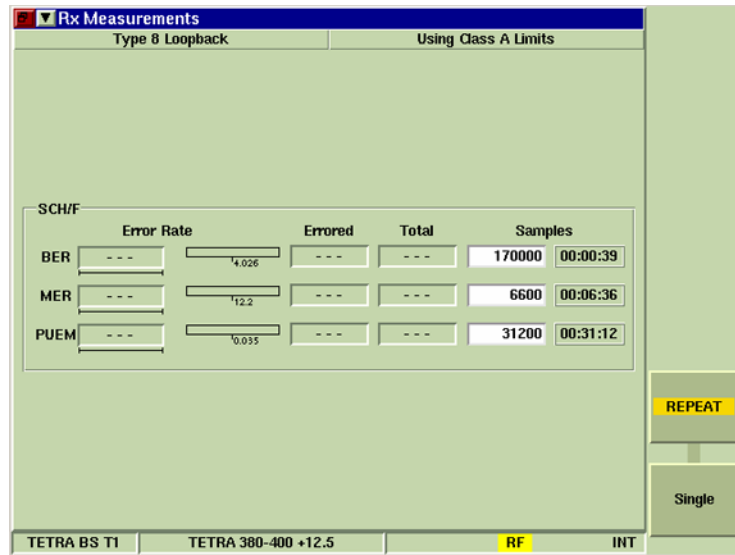 Rx Measurements
Type 8 Loopback Using Class A Limits
SCH/F
Error Rate Errored Total Samples
BER - - - 4.026 - - - - - - 170000 00:00:39
MER - - - 12.2 - - - - - - 6600 00:06:36
PUEM - - - 0.035 - - - - - - 31200 00:31:12
REPEAT
Single
TETRA BS T1 TETRA 380-400 +12.5 RF INT